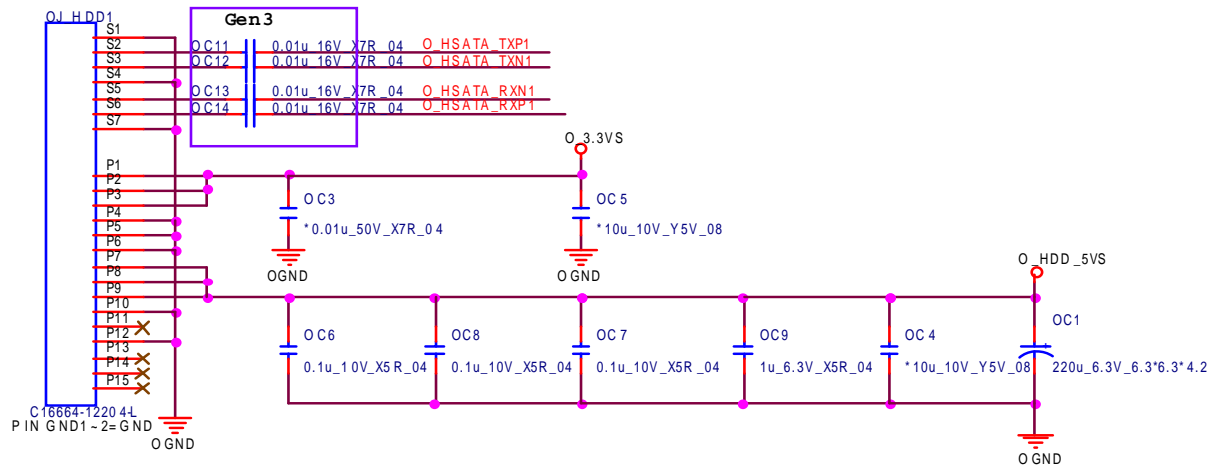 OJ_HDD1
Gen3
S1
S2
S3
S4
S5
S6
S7
OC11 0.01u_16V_X7R_04 O_HSATA_TXP1
OC12 0.01u_16V_X7R_04 O_HSATA_TXN1
OC13 0.01u_16V_X7R_04 O_HSATA_RXN1
OC14 0.01u_16V_X7R_04 O_HSATA_RXP1
O_3.3VS
P1
P2
P3
P4
P5
P6
P7
P8
P9
P10
P11
P12
P13
P14
P15
OC3
*0.01u_50V_X7R_04
OGND
OC5
*10u_10V_Y5V_08
OGND
O_HDD_5VS
OC6
0.1u_10V_X5R_04
OC8
0.1u_10V_X5R_04
OC7
0.1u_10V_X5R_04
OC9
1u_6.3V_X5R_04
OC4
*10u_10V_Y5V_08
OC1
+
220u_6.3V_6.3*6.3*4.2
C16664-12204-L
PIN GND1~2=GND
OGND
OGND